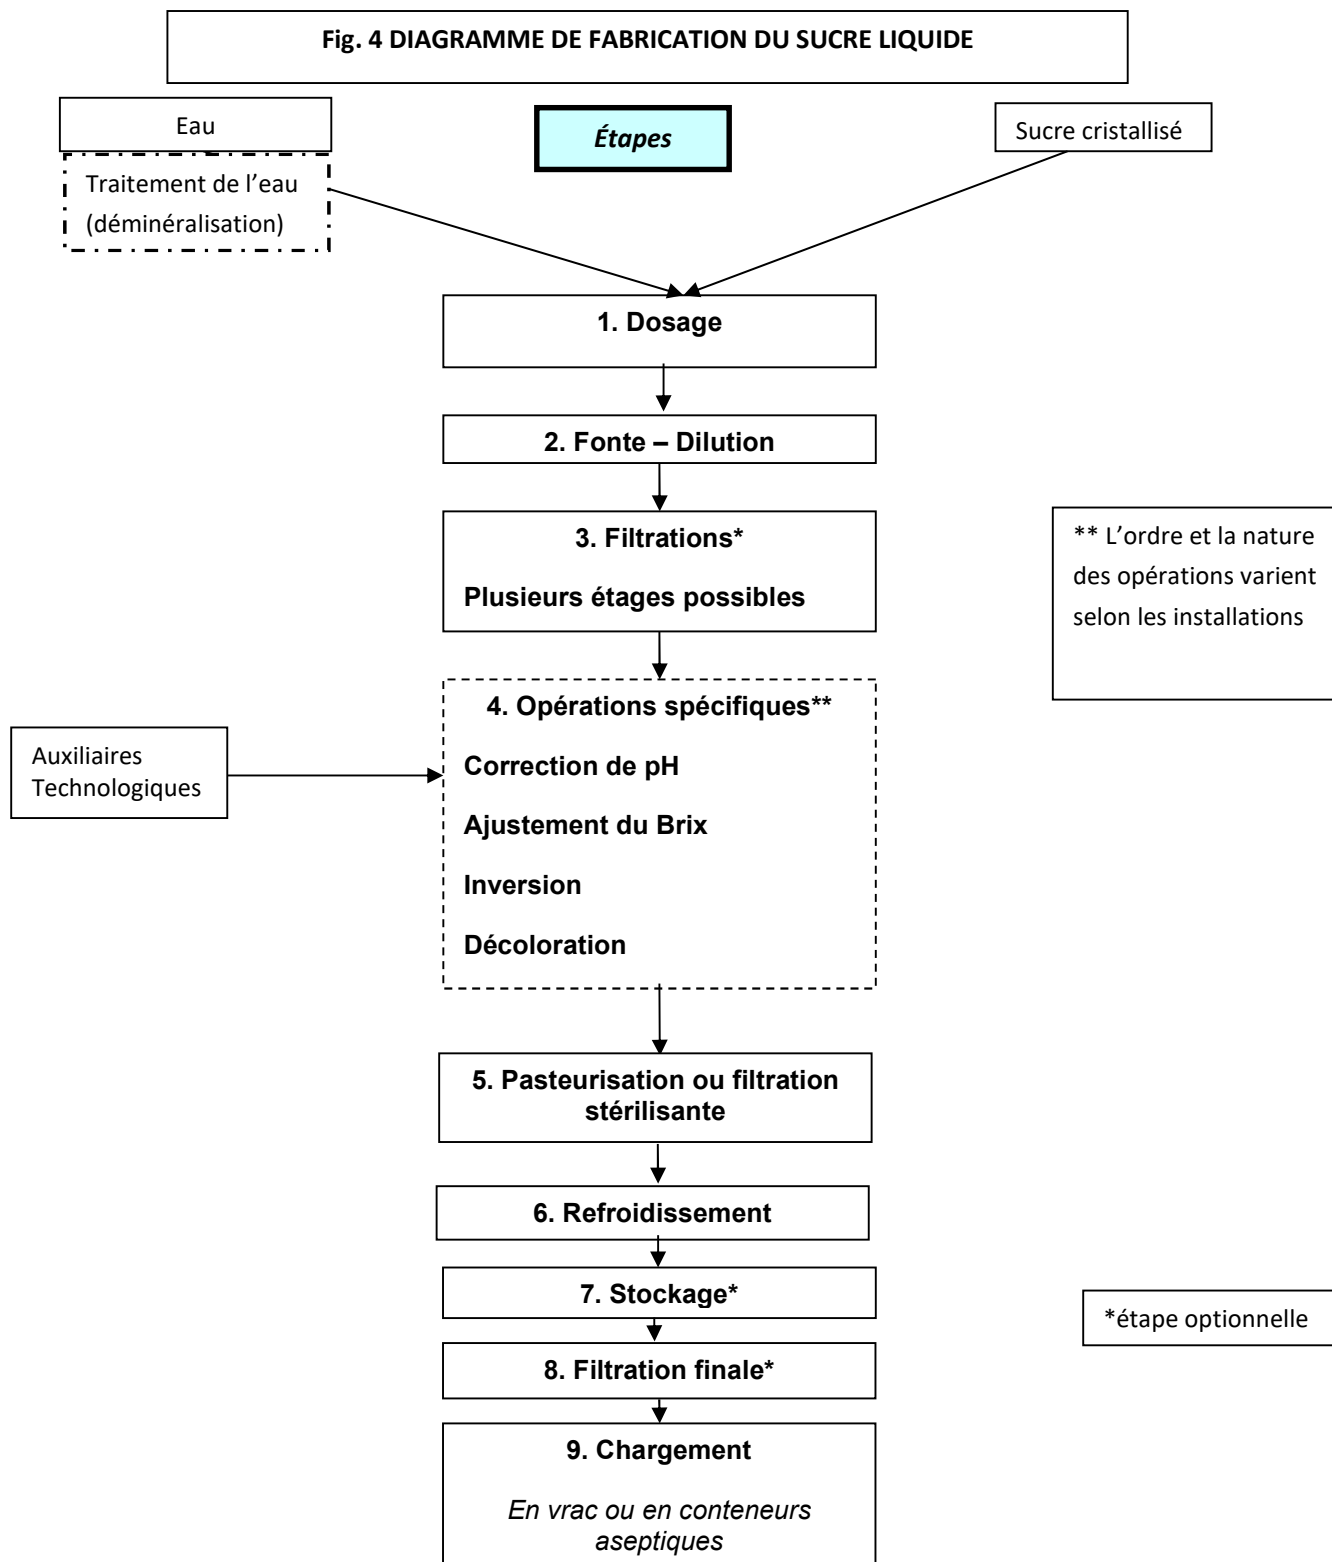 Fig. 4 DIAGRAMME DE FABRICATION DU SUCRE LIQUIDE
Eau
Étapes
Sucre cristallisé
Traitement de l’eau
(déminéralisation)
1. Dosage
2. Fonte – Dilution
3. Filtrations*
Plusieurs étages possibles
** L’ordre et la nature
des opérations varient
selon les installations
4. Opérations spécifiques**
Correction de pH
Ajustement du Brix
Inversion
Décoloration
Auxiliaires
Technologiques
5. Pasteurisation ou filtration
stérilisante
6. Refroidissement
7. Stockage*
*étape optionnelle
8. Filtration finale*
9. Chargement
En vrac ou en conteneurs
aseptiques